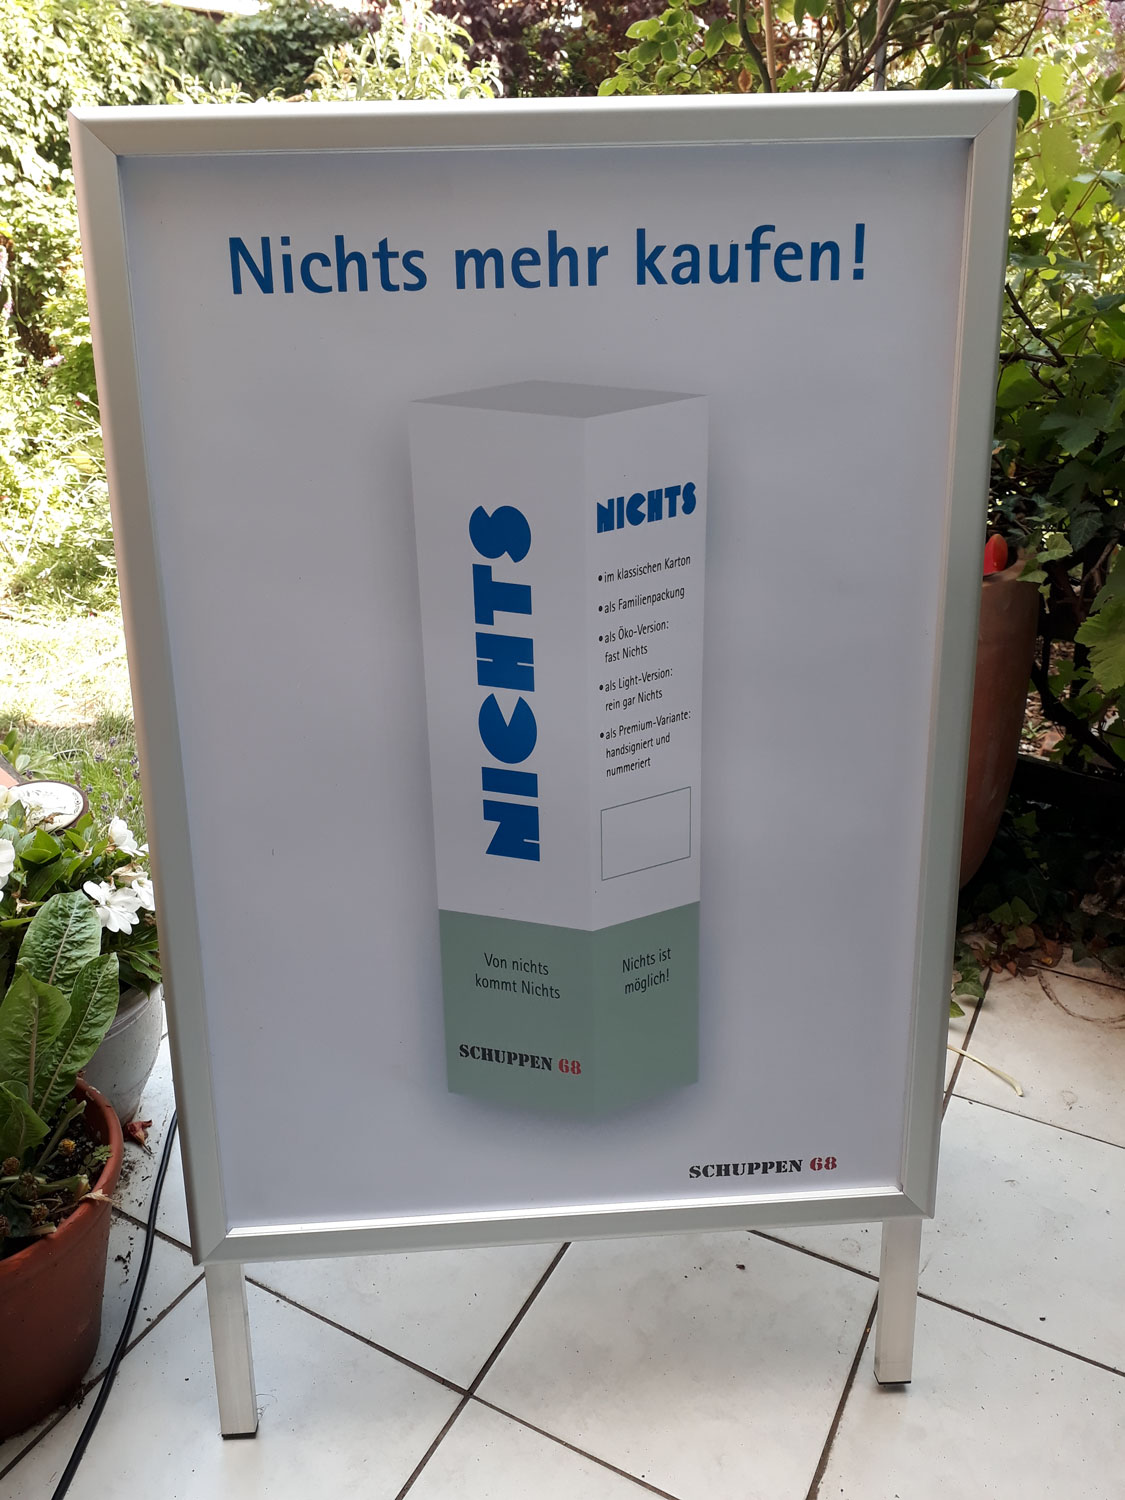 Nichts mehr kaufen!
NICHTS
NICHTS
• im klassischen Karton
• als Familienpackung
• als Öko-Version:
fast Nichts
• als Light-Version:
rein gar Nichts
• als Premium-Variante:
handsigniert und
nummeriert
Von nichts
kommt Nichts
Nichts ist
möglich!
SCHUPPEN 68
SCHUPPEN 68